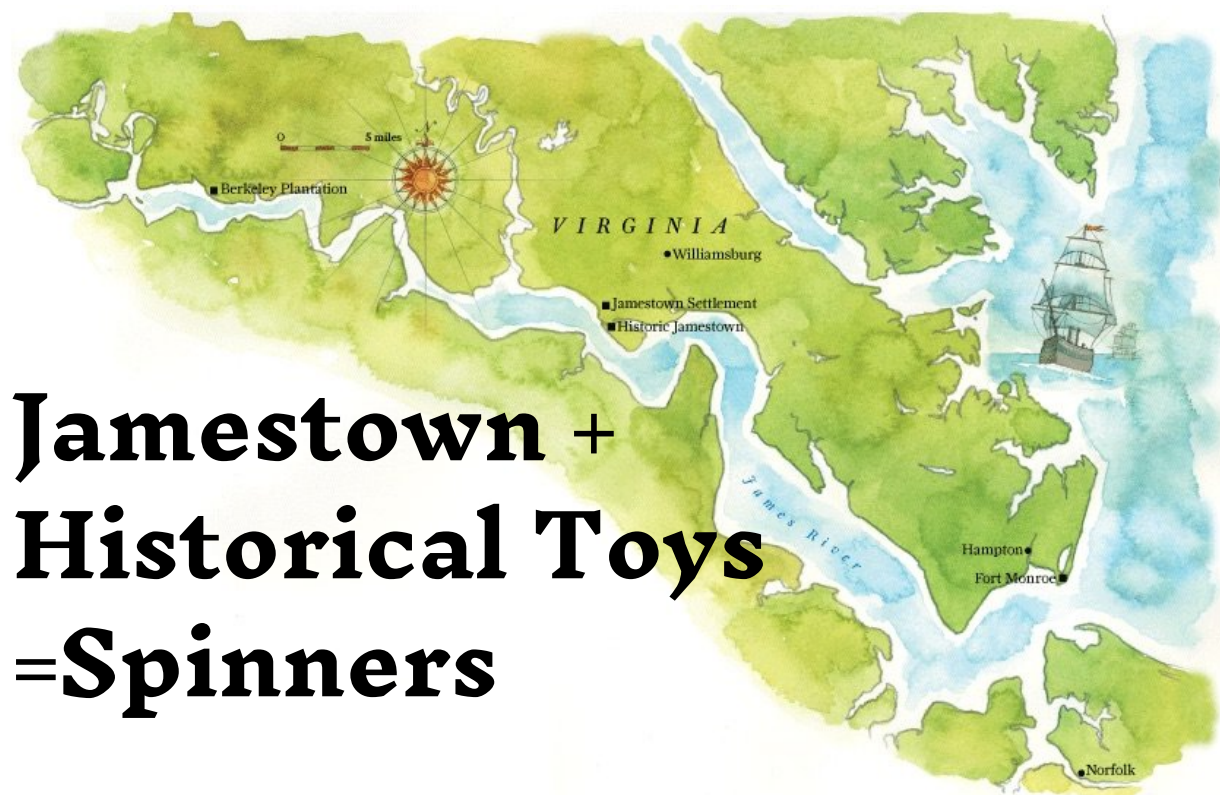 0 5 miles
Berkeley Plantation
VIRGINIA
Williamsburg
Jamestown Settlement
Historic Jamestown
Jamestown +
Historical Toys
=Spinners
James River
Hampton
Fort Monroe
Norfolk